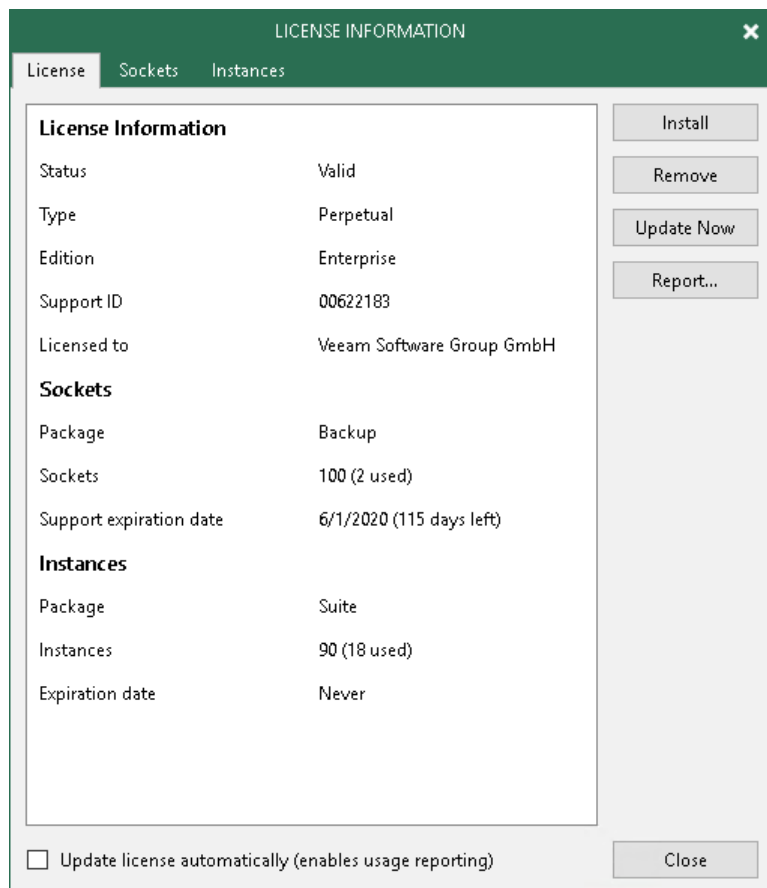 LICENSE INFORMATION
License Sockets Instances
License Information
Status Valid
Type Perpetual
Edition Enterprise
Support ID 00622183
Licensed to Veeam Software Group GmbH
Sockets
Package Backup
Sockets 100 (2 used)
Support expiration date 6/1/2020 (115 days left)
Instances
Package Suite
Instances 90 (18 used)
Expiration date Never
Install
Remove
Update Now
Report...
Update license automatically (enables usage reporting)
Close